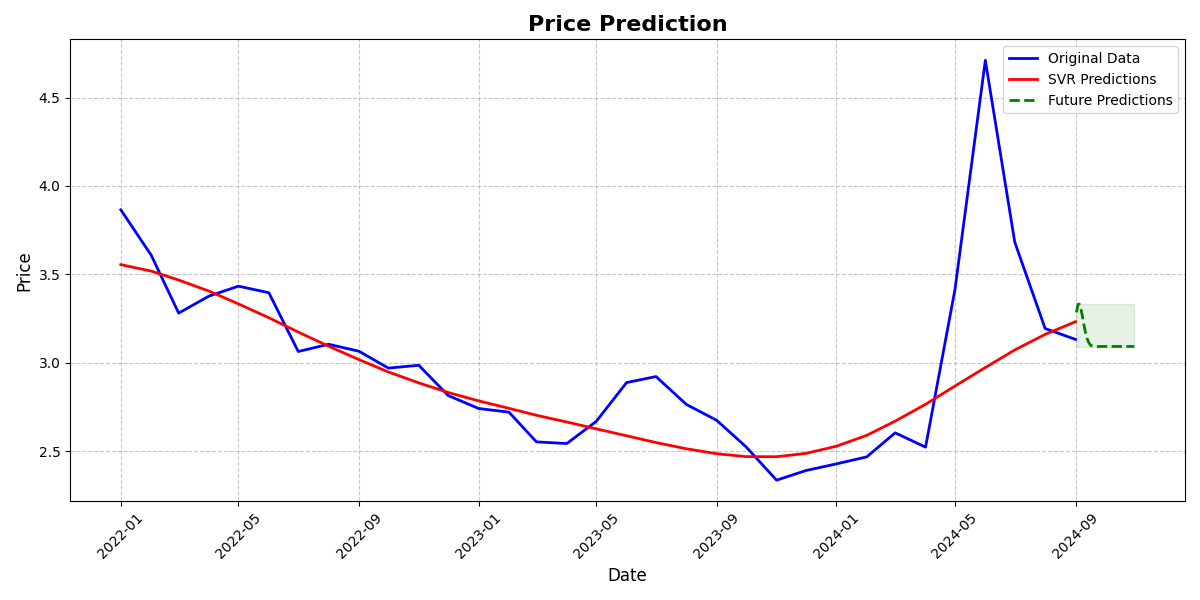 Price Prediction
Original Data
SVR Predictions
Future Predictions
Price
4.5
4.0
3.5
3.0
2.5
2022-01
2022-05
2022-09
2023-01
2023-05
2023-09
2024-01
2024-05
2024-09
Date